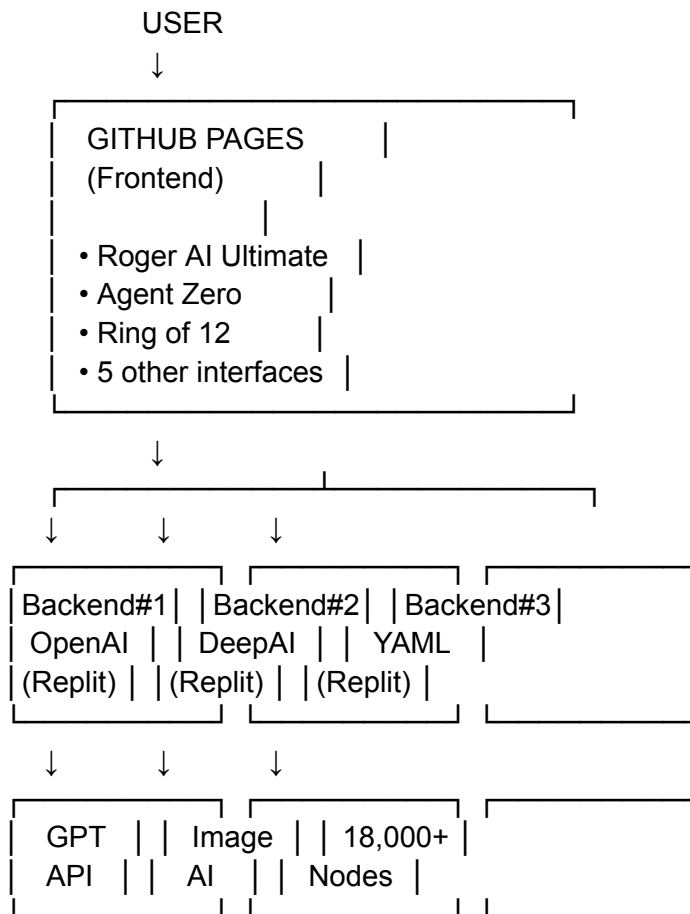 USER
↓
GITHUB PAGES
(Frontend)
• Roger AI Ultimate
• Agent Zero
• Ring of 12
• 5 other interfaces
↓
↓ ↓ ↓
Backend#1 Backend#2 Backend#3
OpenAI DeepAI YAML
(Replit) (Replit) (Replit)
↓ ↓ ↓
GPT Image 18,000+
API AI Nodes